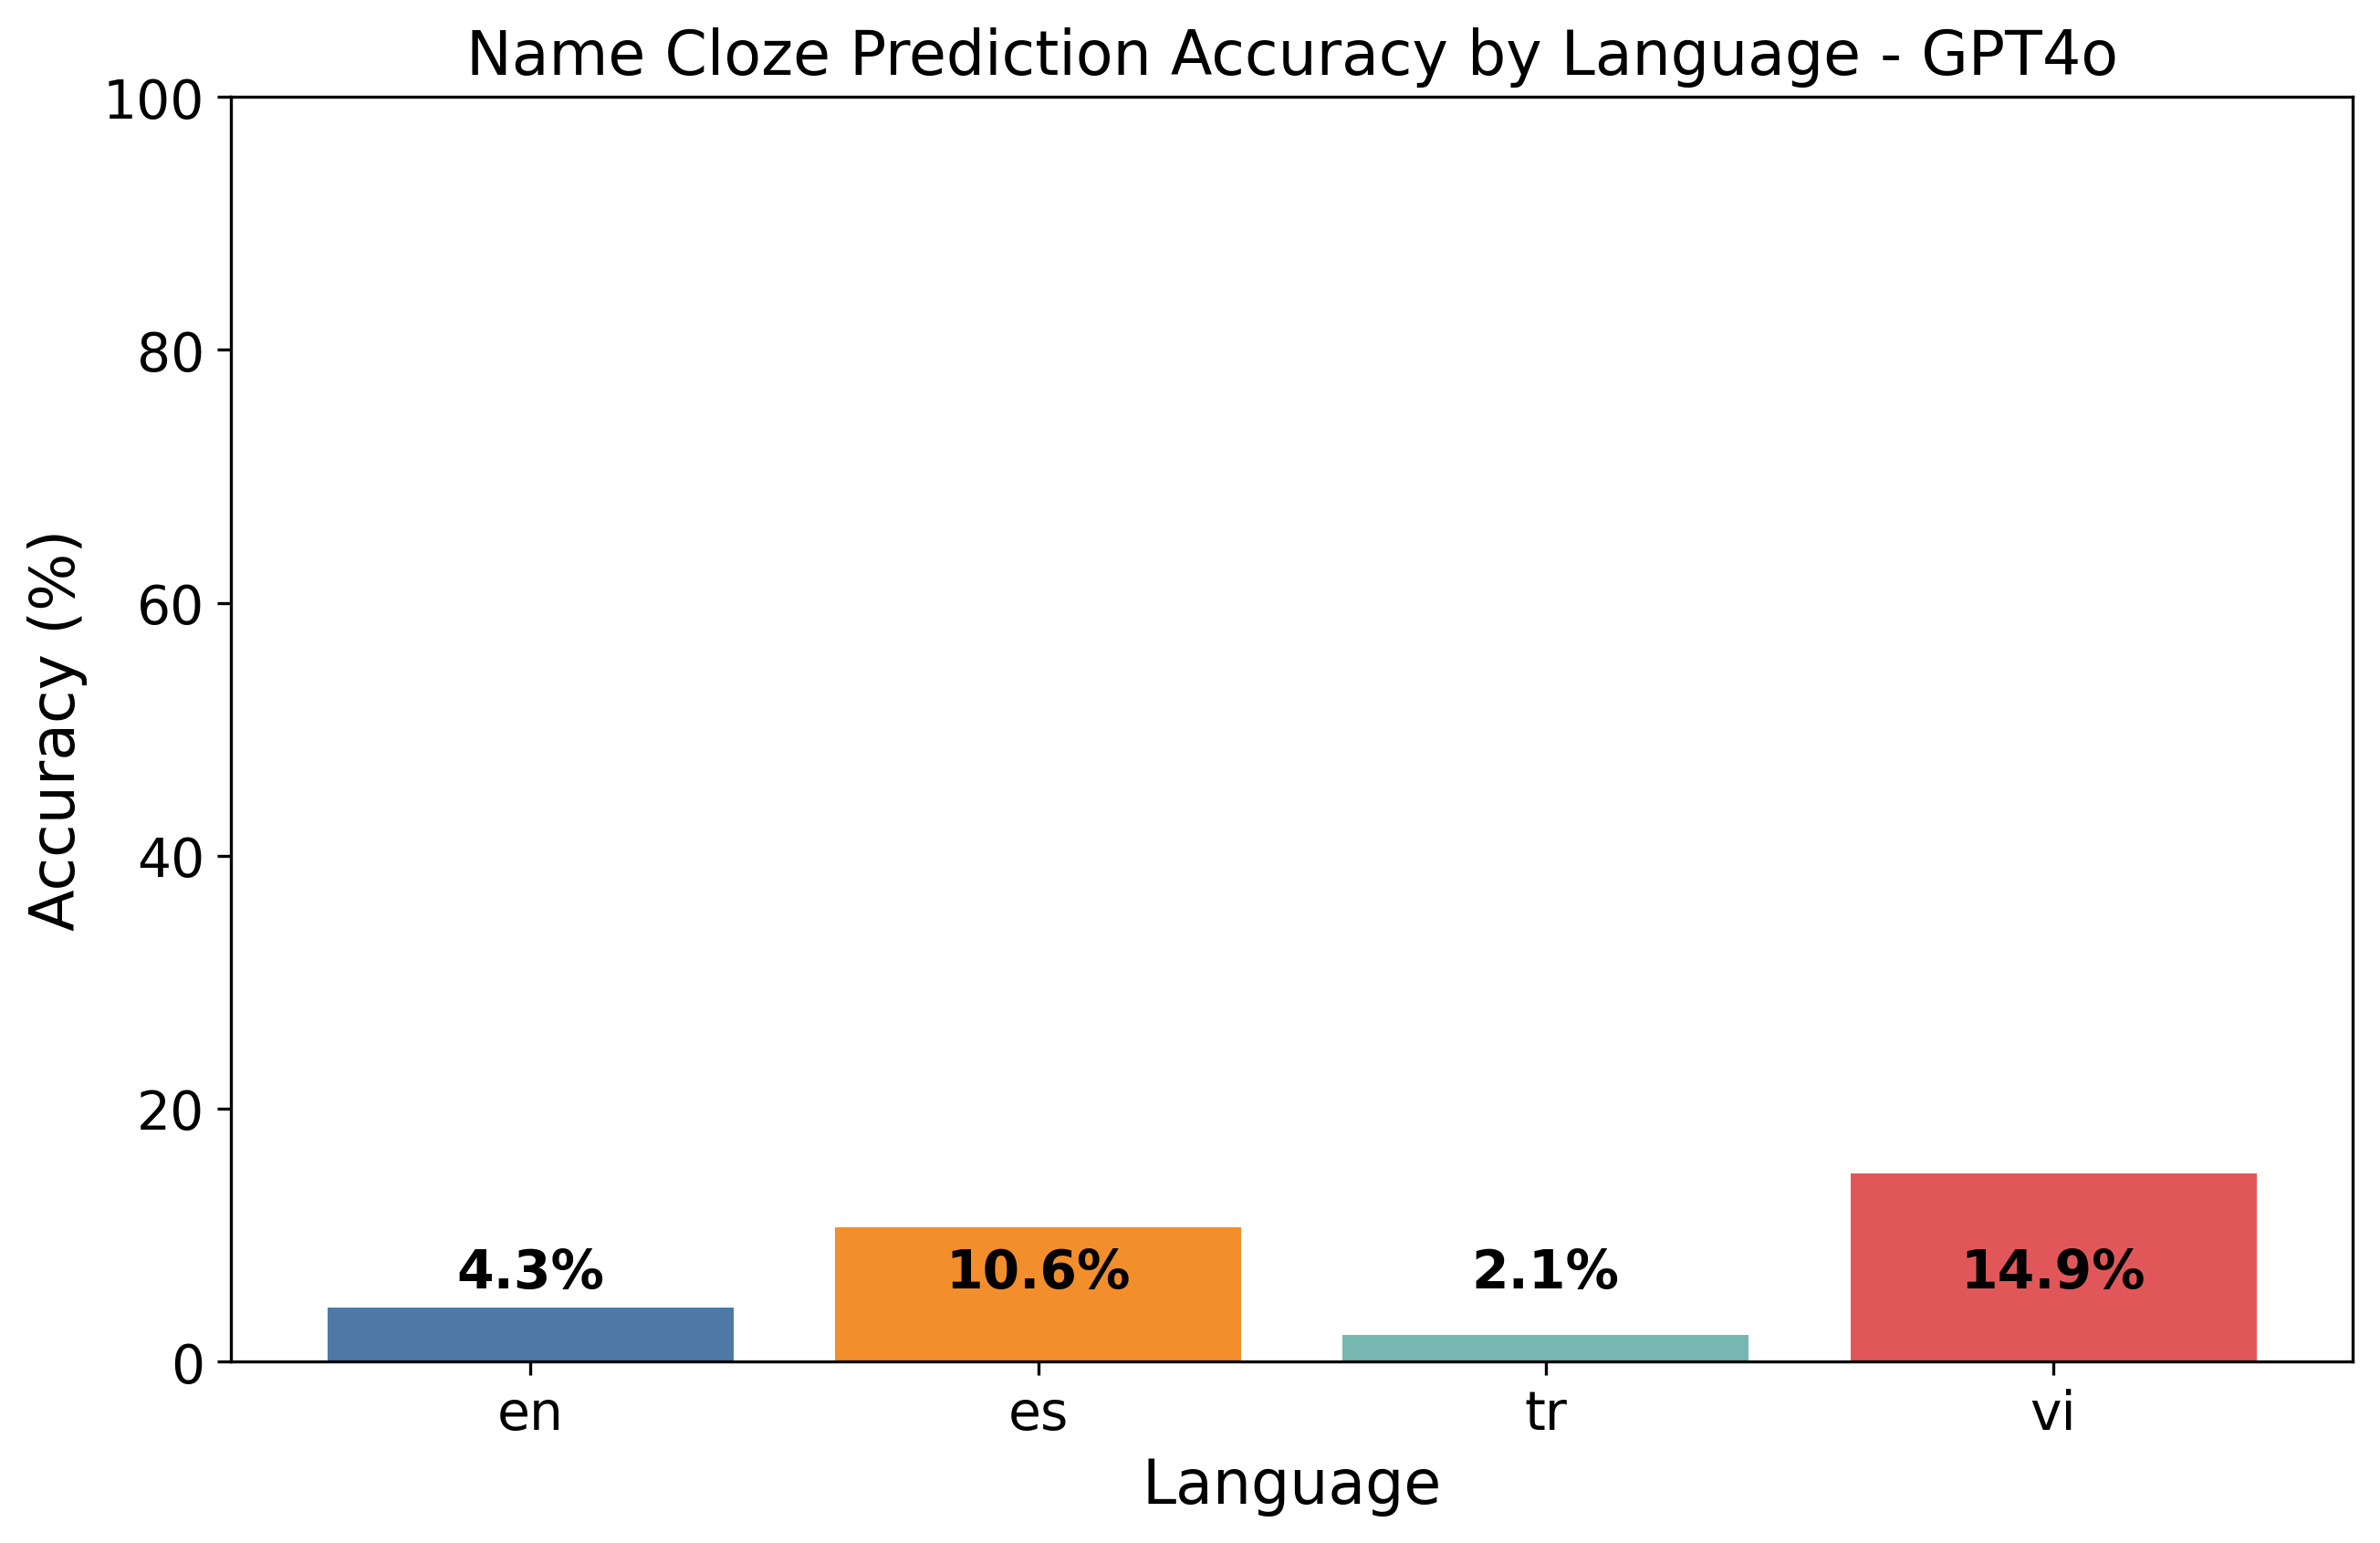 Name Cloze Prediction Accuracy by Language - GPT4o
Accuracy (%)
100
80
60
40
20
0
4.3%
10.6%
2.1%
14.9%
en
es
tr
vi
Language